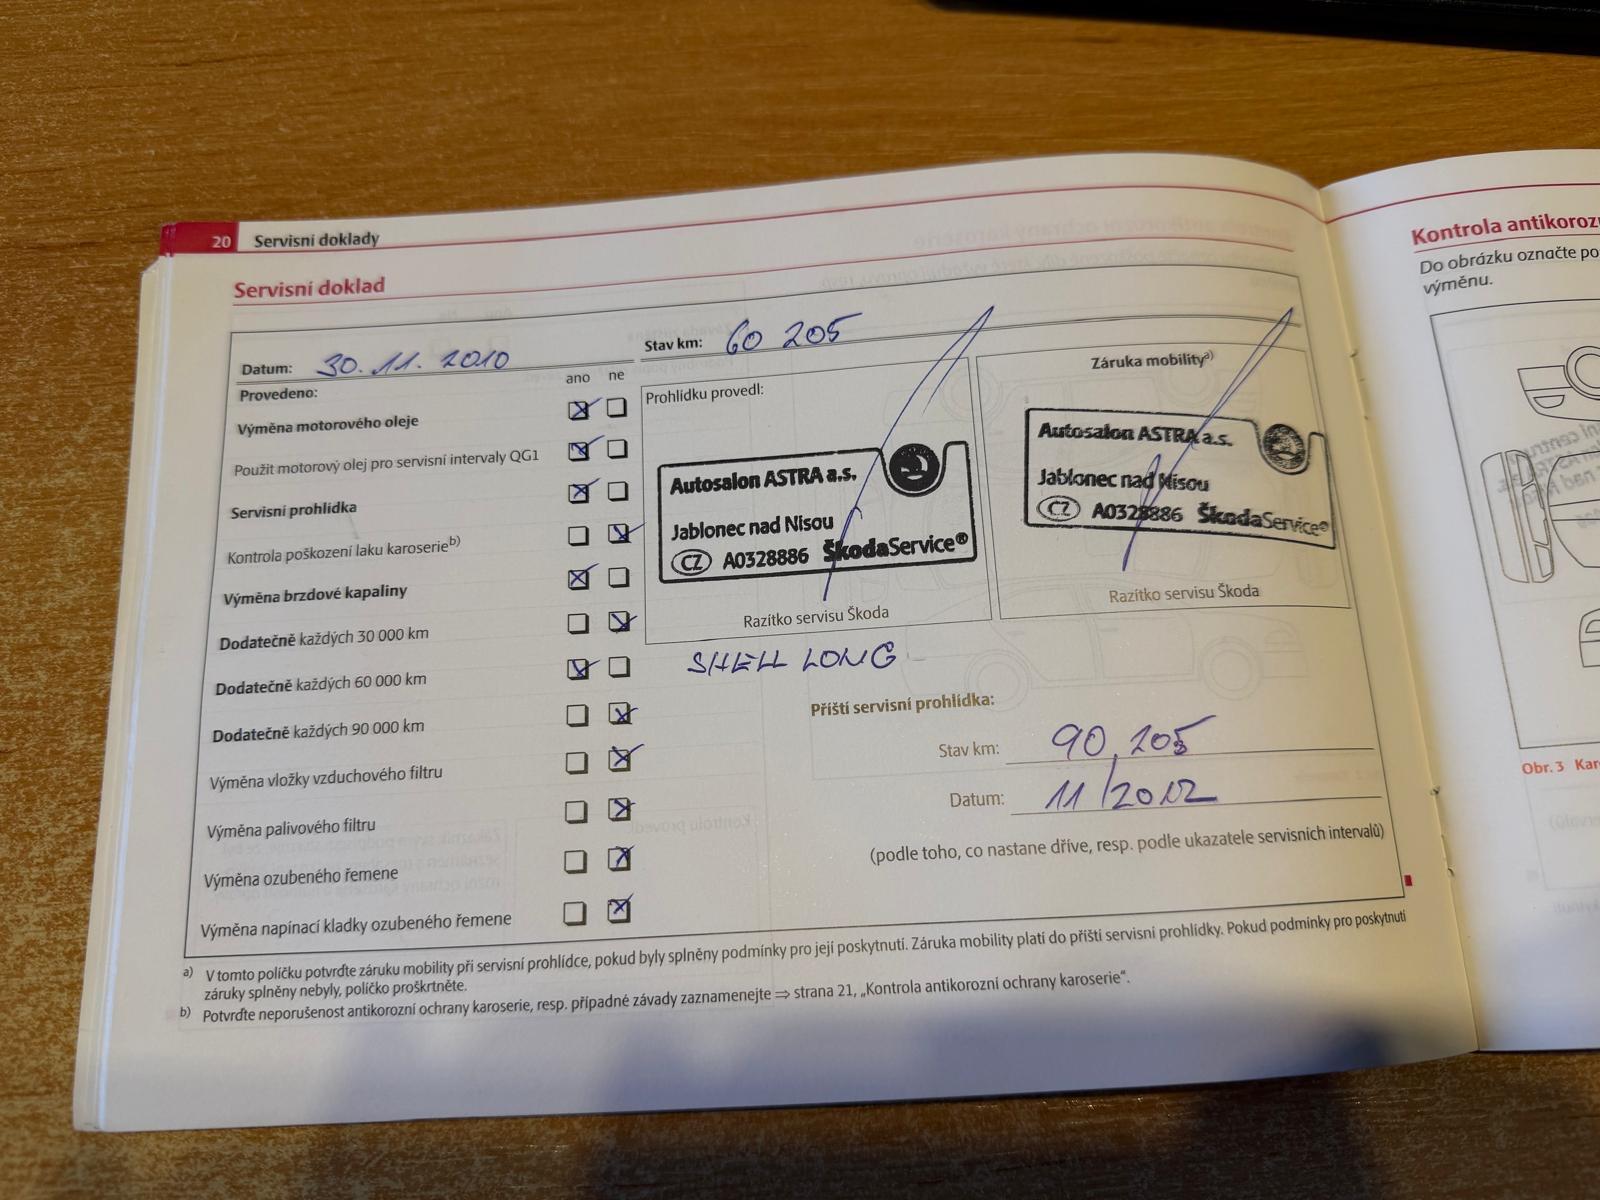 20 Servisní doklady
Servisní doklad
Datum: 30. 11. 2010
Stav km: 60 205
Provedeno:
ano ne
Výměna motorového oleje
Použit motorový olej pro servisní intervaly QG1
Servisní prohlídka
Kontrola poškození laku karoserie b)
Výměna brzdové kapaliny
Dodatečně každých 30 000 km
Dodatečně každých 60 000 km
Dodatečně každých 90 000 km
Výměna vložky vzduchového filtru
Výměna palivového filtru
Výměna ozubeného řemene
Výměna napínací kladky ozubeného řemene
Prohlídku provedl:
Autosalon ASTRA a.s.
Jablonec nad Nisou
CZ A0328886 ŠkodaService®
Razítko servisu Škoda
Záruka mobility a)
Autosalon ASTRA a.s.
Jablonec nad Nisou
CZ A0328886 ŠkodaService®
Razítko servisu Škoda
SHELL LONG
Příští servisní prohlídka:
Stav km: 90 205
Datum: 11/2012
(podle toho, co nastane dříve, resp. podle ukazatele servisních intervalů)
a) V tomto políčku potvrďte záruku mobility při servisní prohlídce, pokud byly splněny podmínky pro její poskytnutí. Záruka mobility platí do příští servisní prohlídky. Pokud podmínky pro poskytnutí
záruky splněny nebyly, políčko proškrtněte.
b) Potvrďte neporušenost antikorozní ochrany karoserie, resp. případné závady zaznamenejte ⇒ strana 21, „Kontrola antikorozní ochrany karoserie“.
Kontrola antikoroz
Do obrázku označte po
výměnu.
Obr. 3 Kar